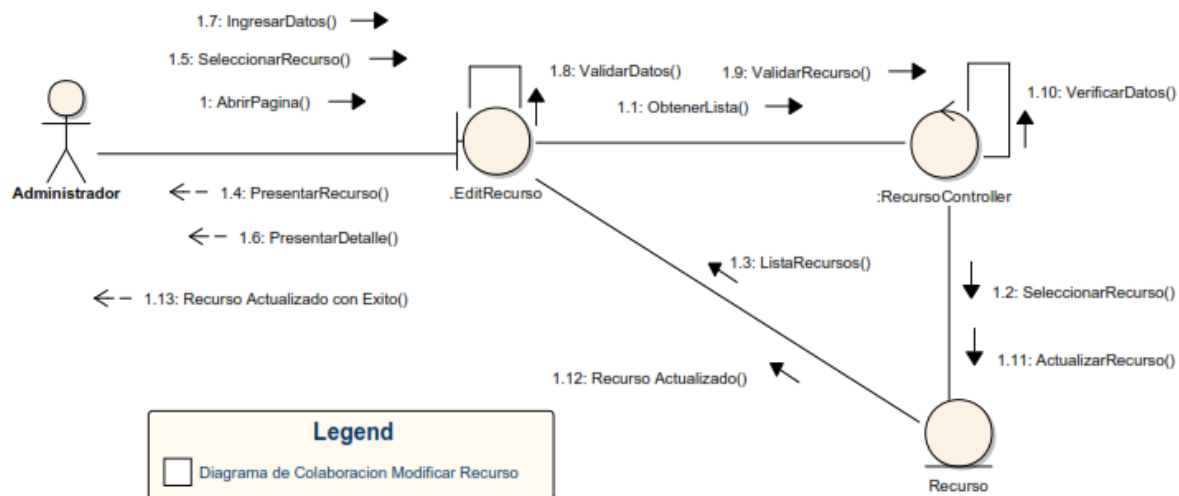 1.7: IngresarDatos()
1.5: SeleccionarRecurso()
1: AbrirPagina()
1.8: ValidarDatos()
1.9: ValidarRecurso()
1.1: ObtenerLista()
1.10: VerificarDatos()
Administrador
.EditRecurso
:RecursoController
1.4: PresentarRecurso()
1.6: PresentarDetalle()
1.13: Recurso Actualizado con Exito()
1.3: ListaRecursos()
1.2: SeleccionarRecurso()
1.11: ActualizarRecurso()
1.12: Recurso Actualizado()
Legend
Diagrama de Colaboracion Modificar Recurso
Recurso